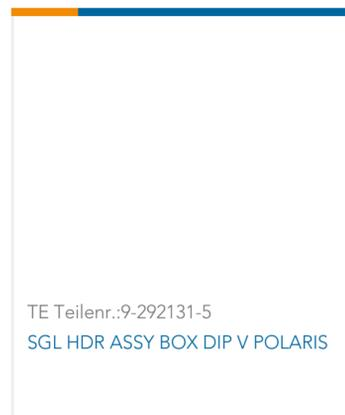 TE Teilenr.:9-292131-5
SGL HDR ASSY BOX DIP V POLARIS